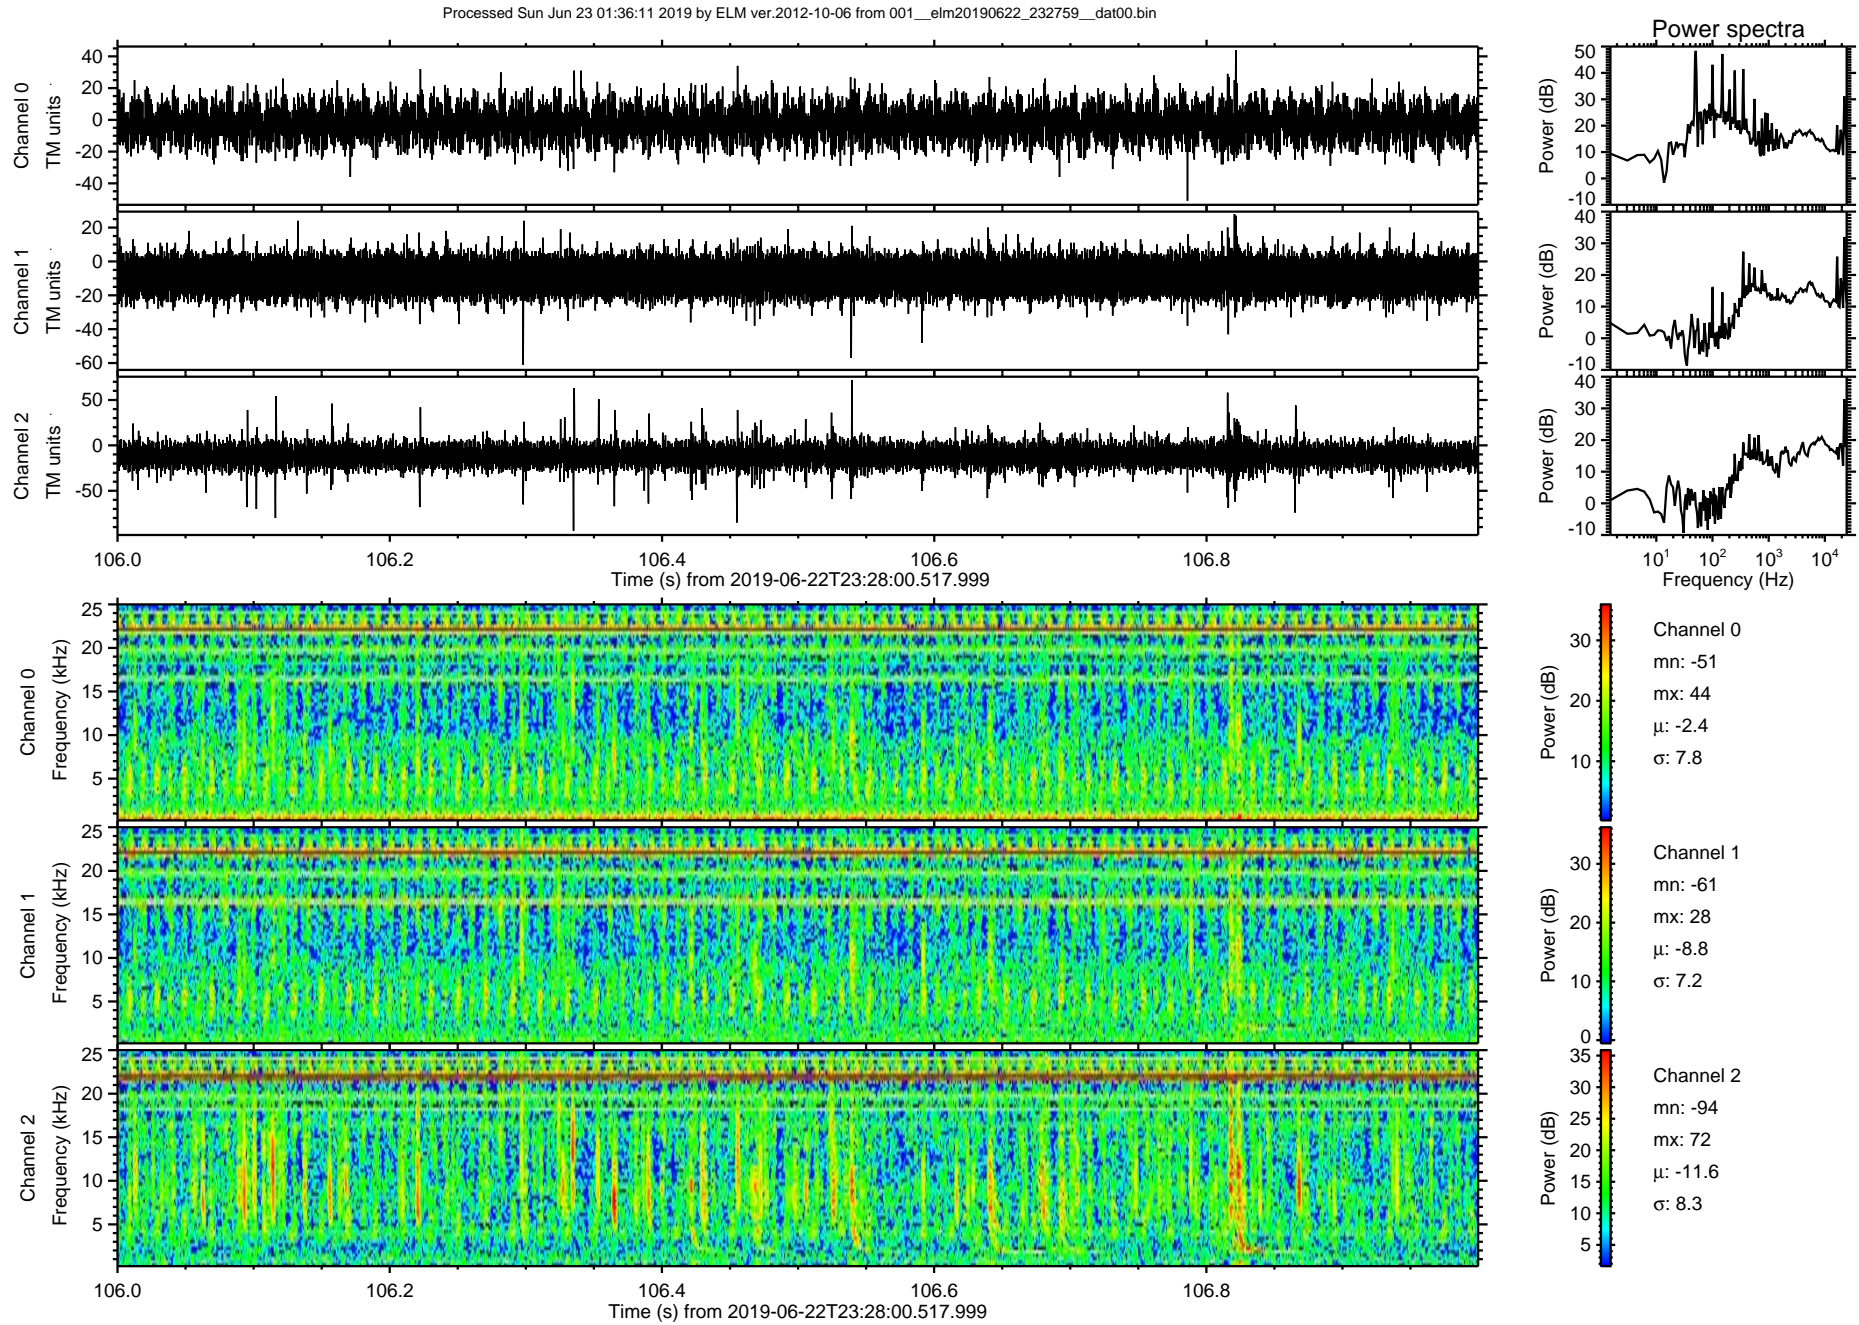 Processed Sun Jun 23 01:36:11 2019 by ELM ver.2012-10-06 from 001__elm20190622_232759__dat00.bin
Power spectra
Channel 0
TM units
40
20
0
-20
-40
Power (dB)
50
40
30
20
10
0
-10
Channel 1
TM units
20
0
-20
-40
-60
Power (dB)
40
30
20
10
0
-10
Channel 2
TM units
50
0
-50
Power (dB)
40
30
20
10
0
-10
106.0 106.2 106.4 106.6 106.8
Time (s) from 2019-06-22T23:28:00.517.999
10^1 10^2 10^3 10^4
Frequency (Hz)
Channel 0
Frequency (kHz)
25
20
15
10
5
Power (dB)
30
20
10
Channel 0
mn: -51
mx: 44
µ: -2.4
σ: 7.8
Channel 1
Frequency (kHz)
25
20
15
10
5
Power (dB)
30
20
10
0
Channel 1
mn: -61
mx: 28
µ: -8.8
σ: 7.2
Channel 2
Frequency (kHz)
25
20
15
10
5
Power (dB)
35
30
25
20
15
10
5
Channel 2
mn: -94
mx: 72
µ: -11.6
σ: 8.3
106.0 106.2 106.4 106.6 106.8
Time (s) from 2019-06-22T23:28:00.517.999